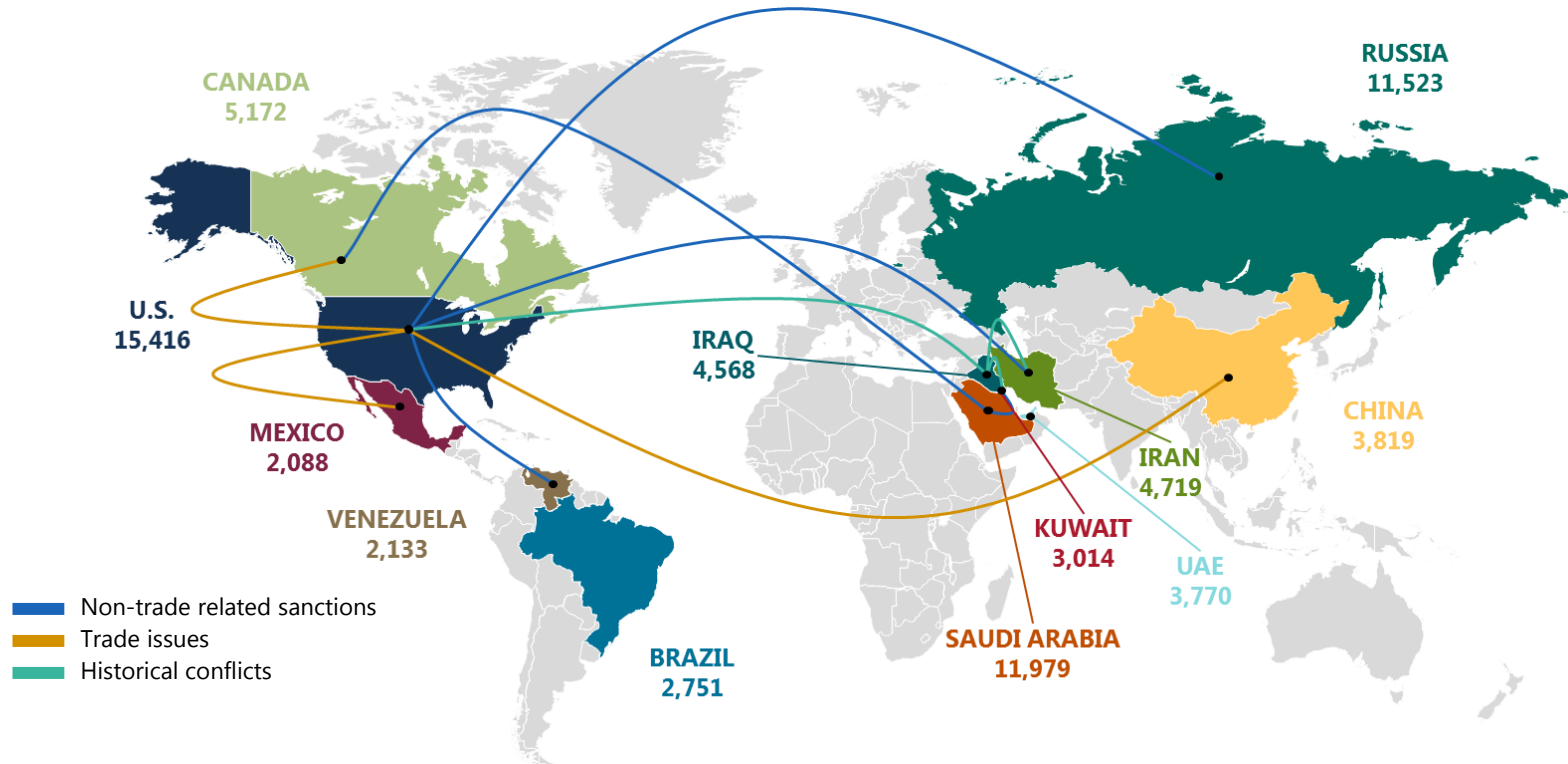 RUSSIA
11,523
CANADA
5,172
U.S.
15,416
IRAQ
4,568
CHINA
3,819
MEXICO
2,088
IRAN
4,719
VENEZUELA
2,133
KUWAIT
3,014
UAE
3,770
Non-trade related sanctions
Trade issues
Historical conflicts
SAUDI ARABIA
11,979
BRAZIL
2,751